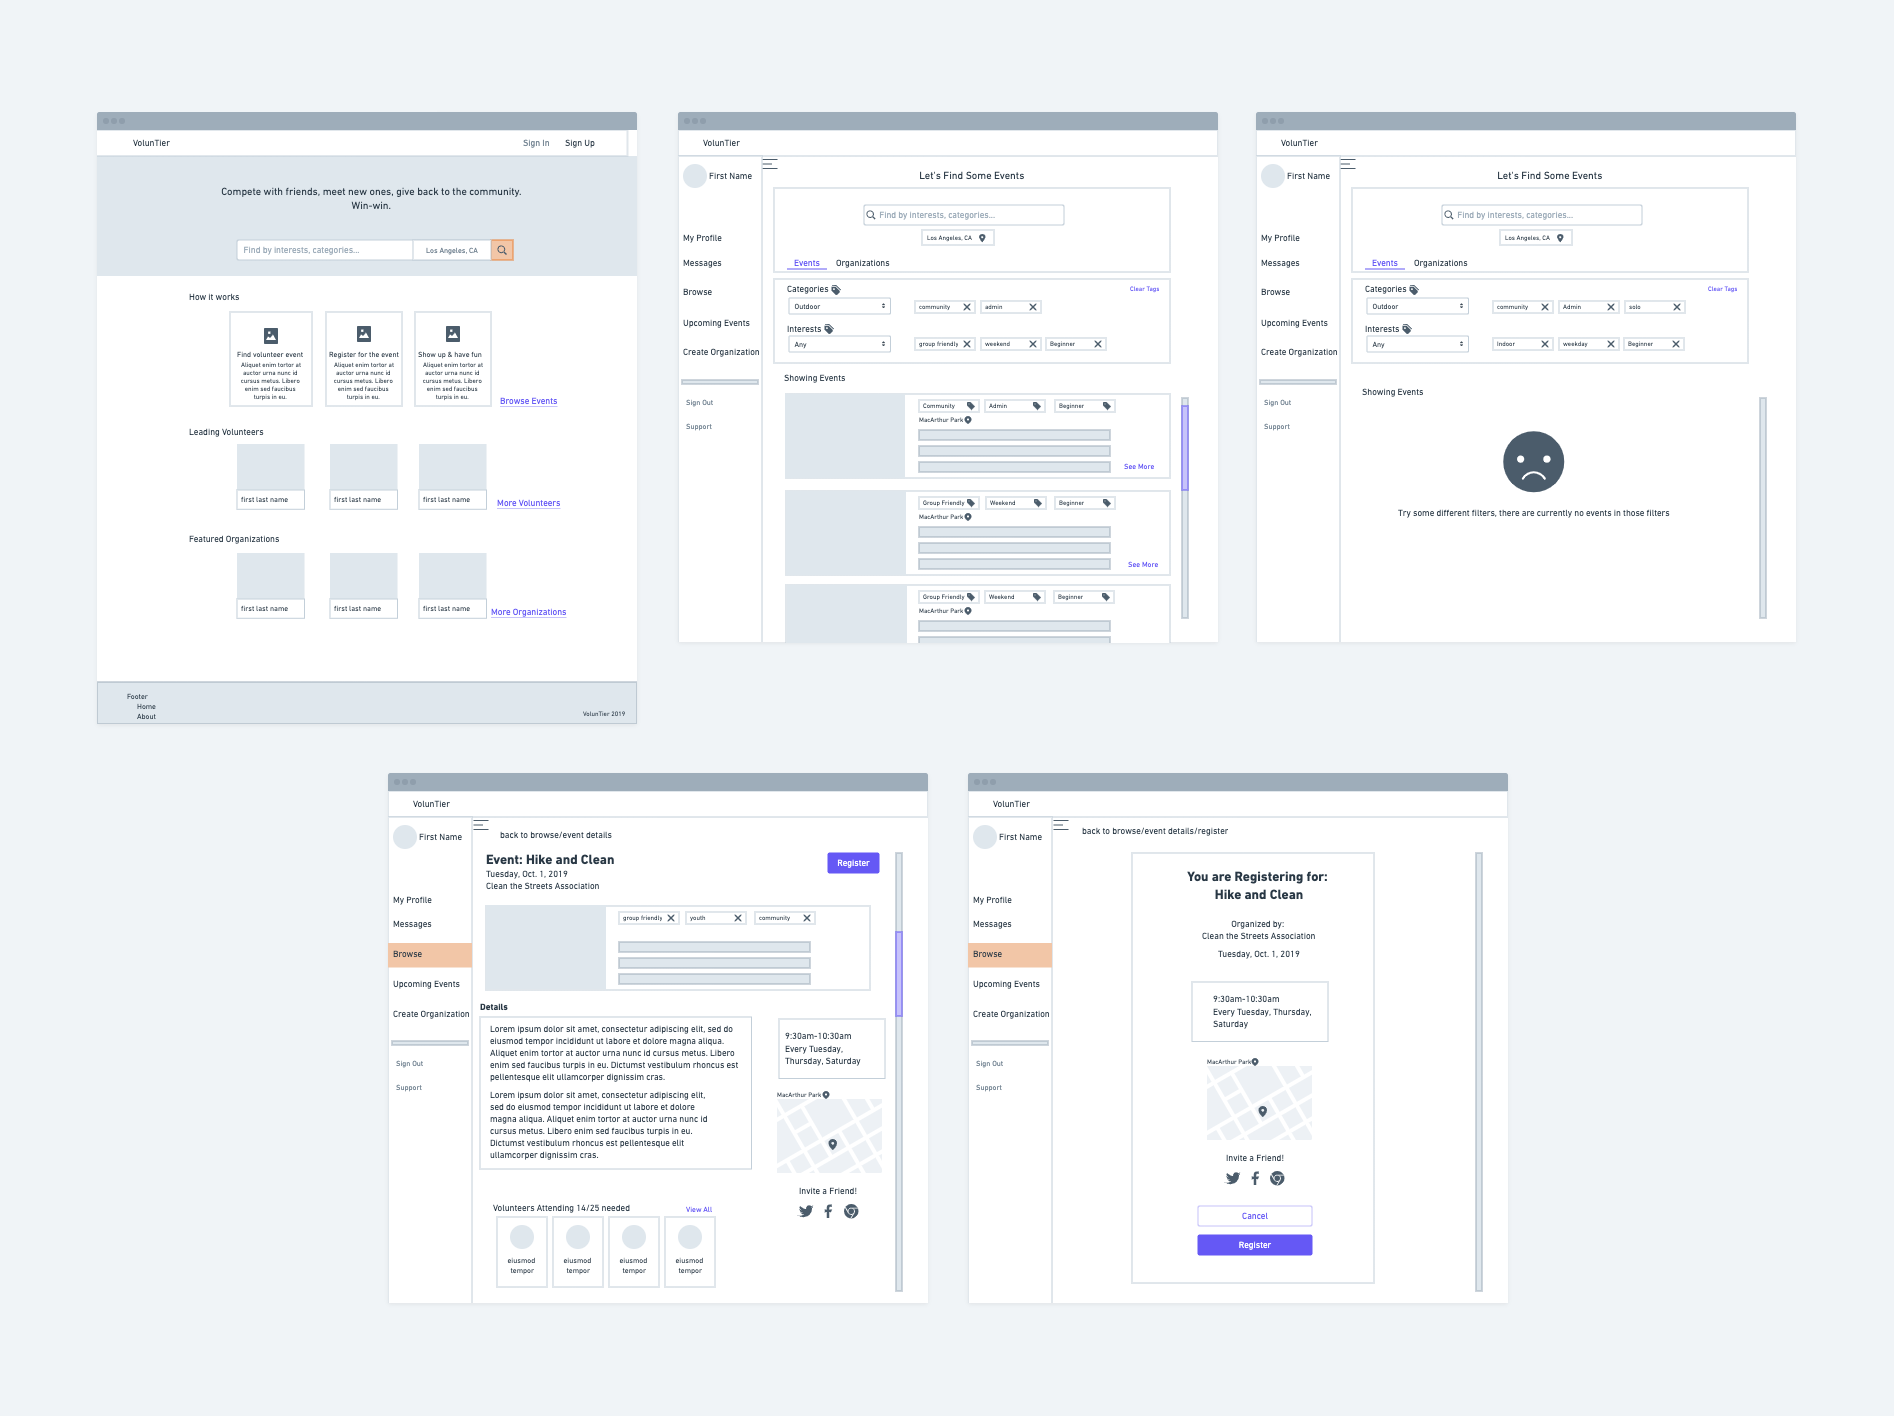 VolunTier
Sign In
Sign Up
Compete with friends, meet new ones, give back to the community.
Win-win.
Find by interests, categories...
Los Angeles, CA
How it works
Find volunteer event
Aliquet enim tortor at
auctor urna nunc id
cursus metus. Libero
enim sed faucibus
turpis in eu.
Register for the event
Aliquet enim tortor at
auctor urna nunc id
cursus metus. Libero
enim sed faucibus
turpis in eu.
Show up & have fun
Aliquet enim tortor at
auctor urna nunc id
cursus metus. Libero
enim sed faucibus
turpis in eu.
Browse Events
Leading Volunteers
first last name
first last name
first last name
More Volunteers
Featured Organizations
first last name
first last name
first last name
More Organizations
Footer
Home
About
VolunTier 2019
VolunTier
First Name
My Profile
Messages
Browse
Upcoming Events
Create Organization
Sign Out
Support
Let's Find Some Events
Find by interests, categories...
Los Angeles, CA
Events
Organizations
Categories
Clear Tags
Outdoor
community
admin
Interests
Any
group friendly
weekend
Beginner
Showing Events
Community
Admin
Beginner
MacArthur Park
See More
Group Friendly
Weekend
Beginner
MacArthur Park
See More
Group Friendly
Weekend
Beginner
MacArthur Park
VolunTier
First Name
My Profile
Messages
Browse
Upcoming Events
Create Organization
Sign Out
Support
Let's Find Some Events
Find by interests, categories...
Los Angeles, CA
Events
Organizations
Categories
Clear Tags
Outdoor
community
Admin
solo
Interests
Any
Indoor
weekday
Beginner
Showing Events
Try some different filters, there are currently no events in those filters
VolunTier
First Name
My Profile
Messages
Browse
Upcoming Events
Create Organization
Sign Out
Support
back to browse/event details
Event: Hike and Clean
Tuesday, Oct. 1, 2019
Clean the Streets Association
Register
group friendly
youth
community
Details
Lorem ipsum dolor sit amet, consectetur adipiscing elit, sed do
eiusmod tempor incididunt ut labore et dolore magna aliqua.
Aliquet enim tortor at auctor urna nunc id cursus metus. Libero
enim sed faucibus turpis in eu. Dictumst vestibulum rhoncus est
pellentesque elit ullamcorper dignissim cras.
Lorem ipsum dolor sit amet, consectetur adipiscing elit,
sed do eiusmod tempor incididunt ut labore et dolore
magna aliqua. Aliquet enim tortor at auctor urna nunc id
cursus metus. Libero enim sed faucibus turpis in eu.
Dictumst vestibulum rhoncus est pellentesque elit
ullamcorper dignissim cras.
9:30am-10:30am
Every Tuesday,
Thursday, Saturday
MacArthur Park
Invite a Friend!
Volunteers Attending 14/25 needed
View All
eiusmod
tempor
eiusmod
tempor
eiusmod
tempor
eiusmod
tempor
VolunTier
First Name
My Profile
Messages
Browse
Upcoming Events
Create Organization
Sign Out
Support
back to browse/event details/register
You are Registering for:
Hike and Clean
Organized by:
Clean the Streets Association
Tuesday, Oct. 1, 2019
9:30am-10:30am
Every Tuesday, Thursday,
Saturday
MacArthur Park
Invite a Friend!
Cancel
Register